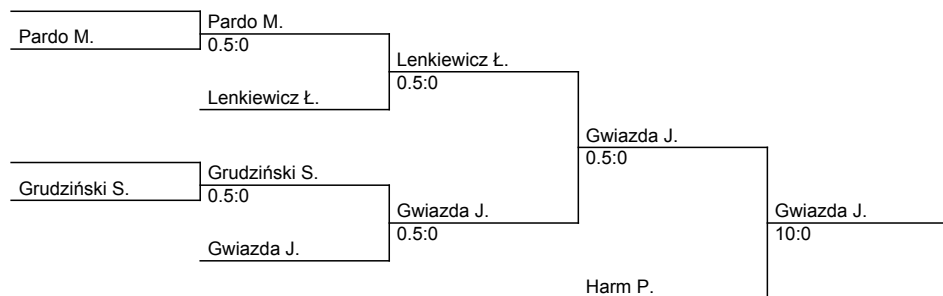 Pardo M.
Pardo M.
0.5:0
Lenkiewicz Ł.
0.5:0
Lenkiewicz Ł.
Gwiazda J.
0.5:0
Grudziński S.
Grudziński S.
0.5:0
Gwiazda J.
0.5:0
Gwiazda J.
10:0
Gwiazda J.
Harm P.